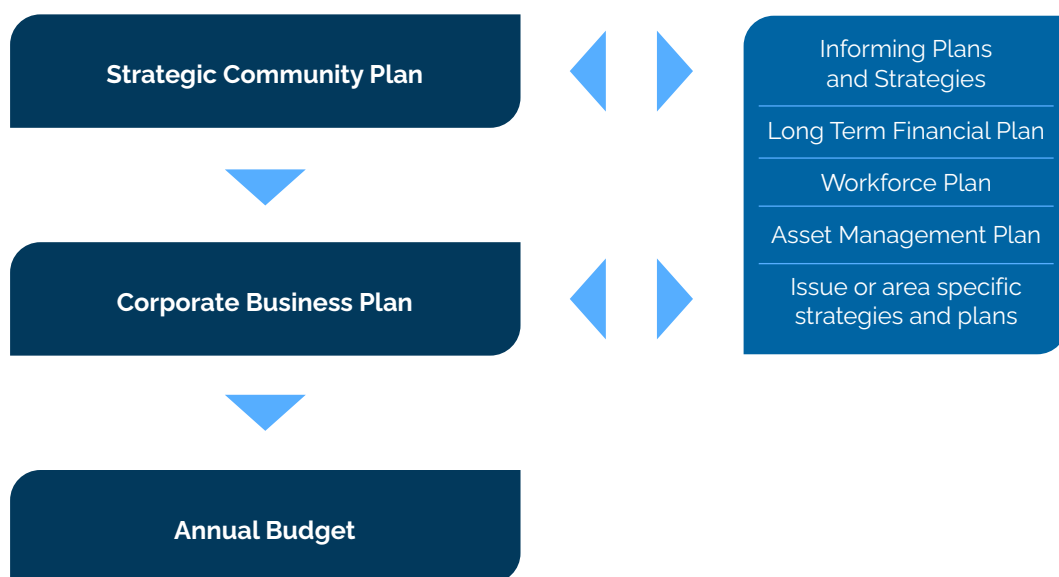 Strategic Community Plan
Informing Plans
and Strategies
Long Term Financial Plan
Workforce Plan
Asset Management Plan
Issue or area specific
strategies and plans
Corporate Business Plan
Annual Budget